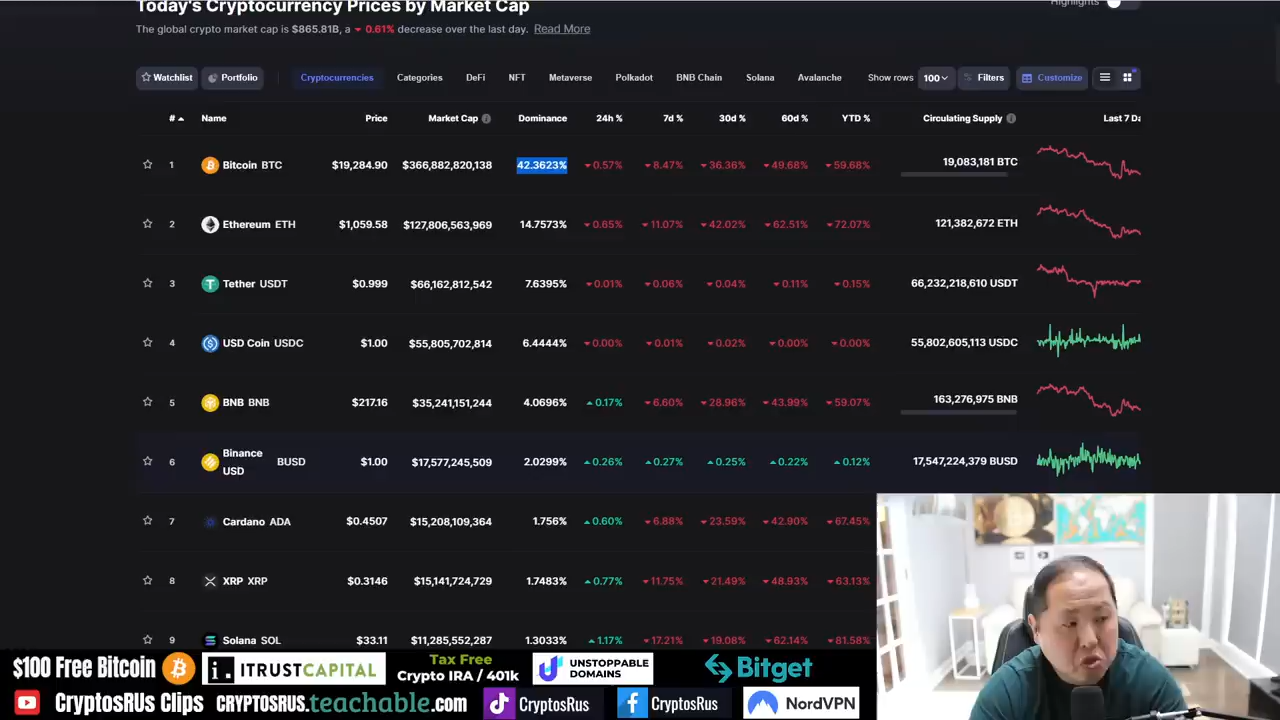 Today's Cryptocurrency Prices by Market Cap
Highlights
The global crypto market cap is $865.81B, a 0.61% decrease over the last day. Read More
Watchlist Portfolio Cryptocurrencies Categories DeFi NFT Metaverse Polkadot BNB Chain Solana Avalanche Show rows 100 Filters Customize
# Name Price Market Cap Dominance 24h % 7d % 30d % 60d % YTD % Circulating Supply Last 7 Da
1 Bitcoin BTC $19,284.90 $366,882,820,138 42.3623% 0.57% 8.47% 36.36% 49.68% 59.68% 19,083,181 BTC
2 Ethereum ETH $1,059.58 $127,806,563,969 14.7573% 0.65% 11.07% 42.02% 62.51% 72.07% 121,382,672 ETH
3 Tether USDT $0.999 $66,162,812,542 7.6395% 0.01% 0.06% 0.04% 0.11% 0.15% 66,232,218,610 USDT
4 USD Coin USDC $1.00 $55,805,702,814 6.4444% 0.00% 0.01% 0.02% 0.00% 0.00% 55,802,605,113 USDC
5 BNB BNB $217.16 $35,241,151,244 4.0696% 0.17% 6.60% 28.96% 43.99% 59.07% 163,276,975 BNB
6 Binance USD BUSD $1.00 $17,577,245,509 2.0299% 0.26% 0.27% 0.25% 0.22% 0.12% 17,547,224,379 BUSD
7 Cardano ADA $0.4507 $15,208,109,364 1.756% 0.60% 6.88% 23.59% 42.90% 67.45%
8 XRP XRP $0.3146 $15,141,724,729 1.7483% 0.77% 11.75% 21.49% 48.93% 63.13%
9 Solana SOL $33.11 $11,285,552,287 1.3033% 1.17% 17.21% 19.08% 62.14% 81.58%
$100 Free Bitcoin ITRUSTCAPITAL Tax Free Crypto IRA / 401k UNSTOPPABLE DOMAINS Bitget
CryptosRUs Clips CRYPTOSRUS.teachable.com CryptosRus CryptosRus NordVPN